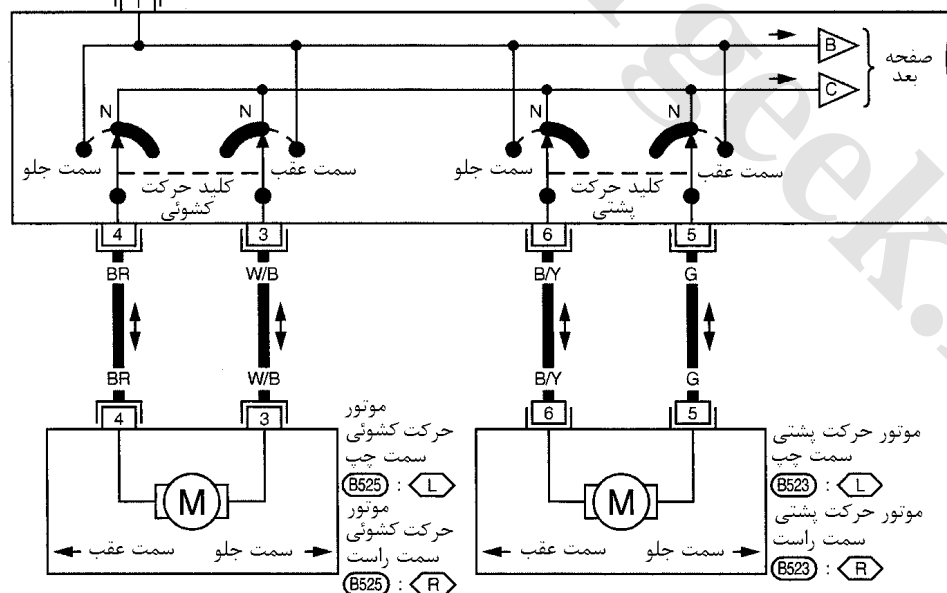 1
B
C
صفحه
بعد
N
N
N
N
سمت جلو
کلید حرکت
کشوئی
سمت عقب
سمت جلو
کلید حرکت
پشتی
سمت عقب
4
3
6
5
BR
W/B
B/Y
G
BR
W/B
B/Y
G
4
3
6
5
موتور
حرکت کشوئی
سمت چپ
B525 : L
موتور
حرکت کشوئی
سمت راست
B525 : R
M
سمت عقب
سمت جلو
موتور حرکت پشتی
سمت چپ
B523 : L
موتور حرکت پشتی
سمت راست
B523 : R
M
سمت عقب
سمت جلو
geek.